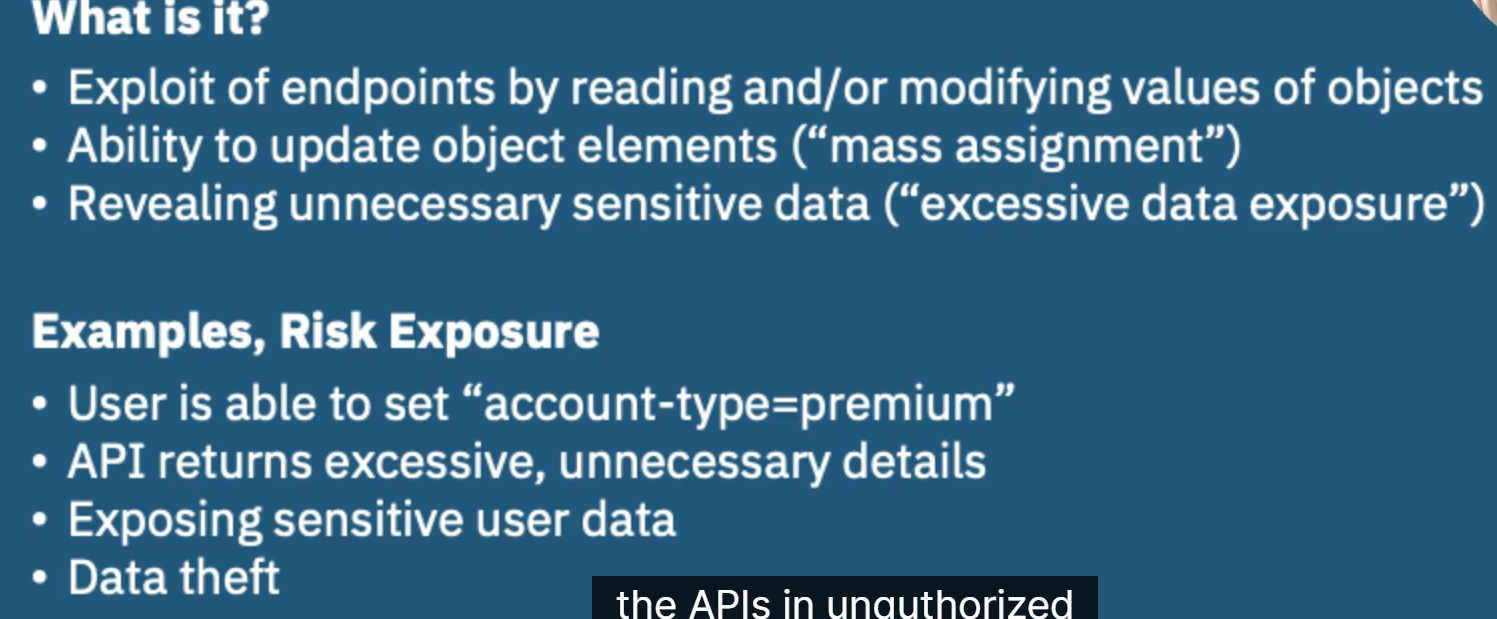 What is it?
• Exploit of endpoints by reading and/or modifying values of objects
• Ability to update object elements (“mass assignment”)
• Revealing unnecessary sensitive data (“excessive data exposure”)
Examples, Risk Exposure
• User is able to set “account-type=premium”
• API returns excessive, unnecessary details
• Exposing sensitive user data
• Data theft
the APIs in unauthorized